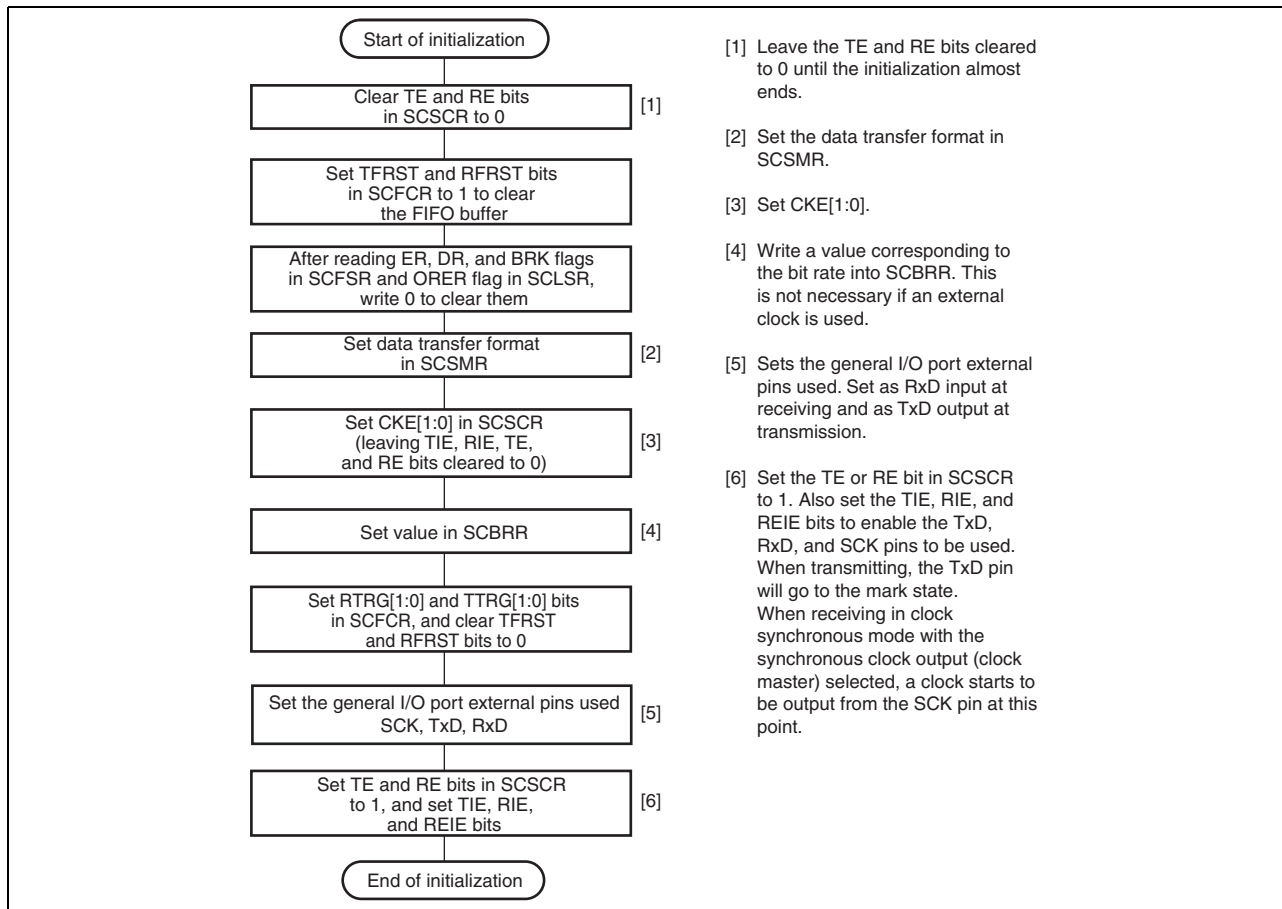 Start of initialization
Clear TE and RE bits
in SCSCR to 0
[1]
Set TFRST and RFRST bits
in SCFCR to 1 to clear
the FIFO buffer
After reading ER, DR, and BRK flags
in SCFSR and ORER flag in SCLSR,
write 0 to clear them
Set data transfer format
in SCSMR
[2]
Set CKE[1:0] in SCSCR
(leaving TIE, RIE, TE,
and RE bits cleared to 0)
[3]
Set value in SCBRR
[4]
Set RTRG[1:0] and TTRG[1:0] bits
in SCFCR, and clear TFRST
and RFRST bits to 0
Set the general I/O port external pins used
SCK, TxD, RxD
[5]
Set TE and RE bits in SCSCR
to 1, and set TIE, RIE,
and REIE bits
[6]
End of initialization
[1] Leave the TE and RE bits cleared
to 0 until the initialization almost
ends.
[2] Set the data transfer format in
SCSMR.
[3] Set CKE[1:0].
[4] Write a value corresponding to
the bit rate into SCBRR. This
is not necessary if an external
clock is used.
[5] Sets the general I/O port external
pins used. Set as RxD input at
receiving and as TxD output at
transmission.
[6] Set the TE or RE bit in SCSCR
to 1. Also set the TIE, RIE, and
REIE bits to enable the TxD,
RxD, and SCK pins to be used.
When transmitting, the TxD pin
will go to the mark state.
When receiving in clock
synchronous mode with the
synchronous clock output (clock
master) selected, a clock starts to
be output from the SCK pin at this
point.